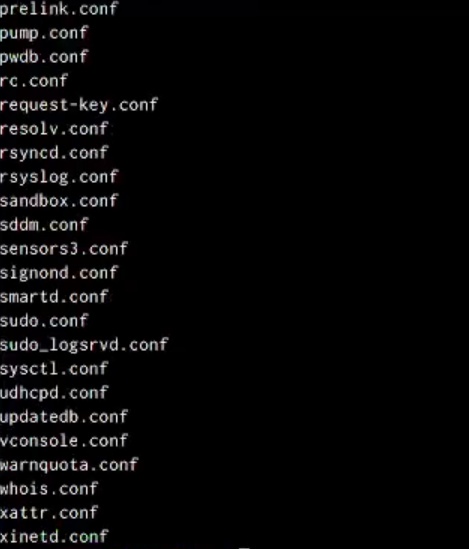 prelink.conf
pump.conf
pwdb.conf
rc.conf
request-key.conf
resolv.conf
rsyncd.conf
rsyslog.conf
sandbox.conf
sddm.conf
sensors3.conf
signond.conf
smartd.conf
sudo.conf
sudo_logsrvd.conf
sysctl.conf
udhcpd.conf
updatedb.conf
vconsole.conf
warnquota.conf
whois.conf
xattr.conf
xinetd.conf